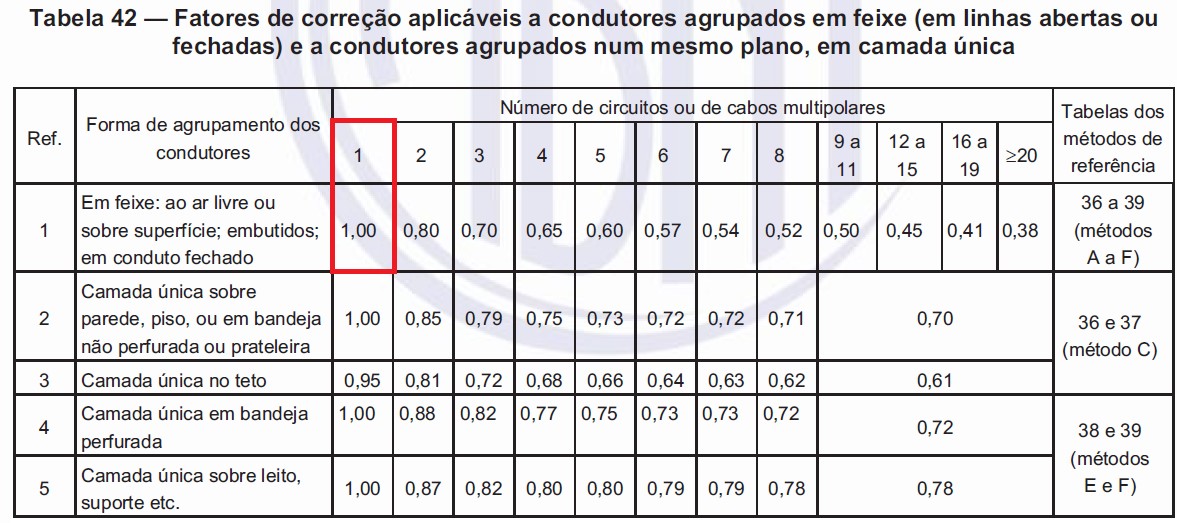 Tabela 42 — Fatores de correção aplicáveis a condutores agrupados em feixe (em linhas abertas ou
fechadas) e a condutores agrupados num mesmo plano, em camada única
Ref.
Forma de agrupamento dos
condutores
Número de circuitos ou de cabos multipolares
1 2 3 4 5 6 7 8 9 a 11 12 a 15 16 a 19 ≥20
Tabelas dos
métodos de
referência
1
Em feixe: ao ar livre ou
sobre superfície; embutidos;
em conduto fechado
1,00 0,80 0,70 0,65 0,60 0,57 0,54 0,52 0,50 0,45 0,41 0,38
36 a 39
(métodos
A a F)
2
Camada única sobre
parede, piso, ou em bandeja
não perfurada ou prateleira
1,00 0,85 0,79 0,75 0,73 0,72 0,72 0,71 0,70
36 e 37
(método C)
3 Camada única no teto 0,95 0,81 0,72 0,68 0,66 0,64 0,63 0,62 0,61
4
Camada única em bandeja
perfurada
1,00 0,88 0,82 0,77 0,75 0,73 0,73 0,72 0,72
38 e 39
(métodos
E e F)
5
Camada única sobre leito,
suporte etc.
1,00 0,87 0,82 0,80 0,80 0,79 0,79 0,78 0,78